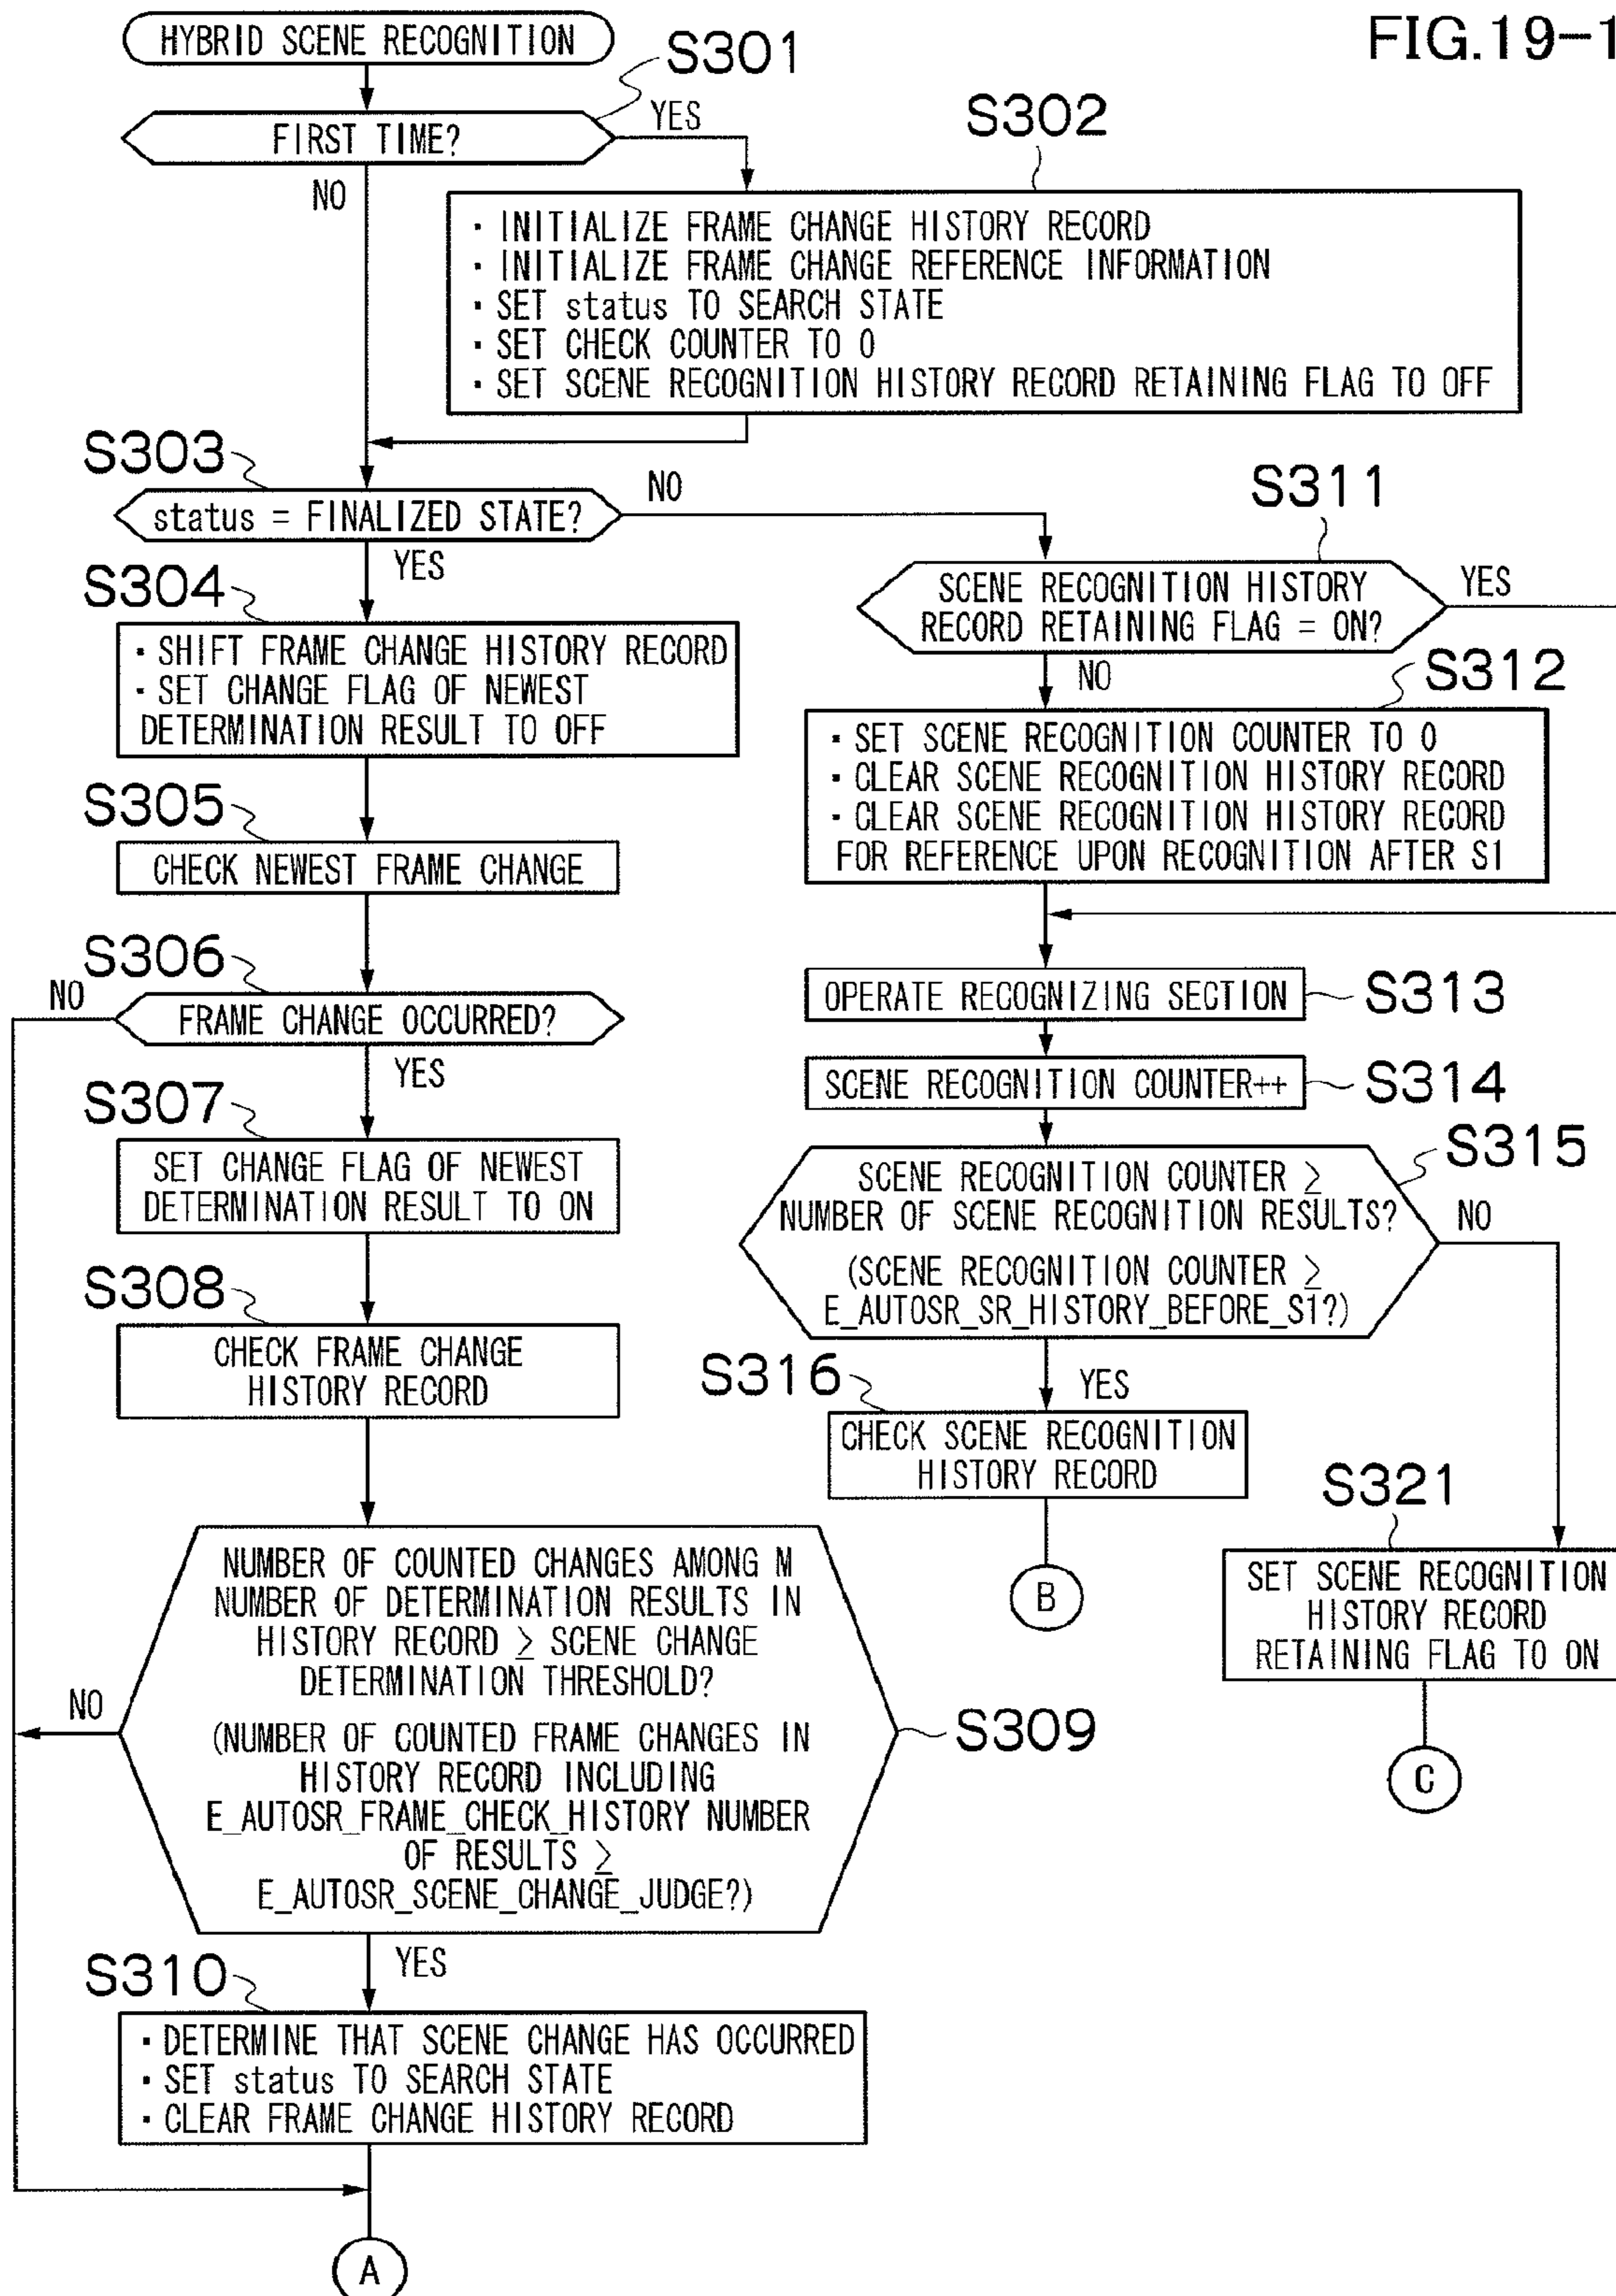 FIG.19-1
HYBRID SCENE RECOGNITION
S301
FIRST TIME?
YES
NO
S302
· INITIALIZE FRAME CHANGE HISTORY RECORD
· INITIALIZE FRAME CHANGE REFERENCE INFORMATION
· SET status TO SEARCH STATE
· SET CHECK COUNTER TO 0
· SET SCENE RECOGNITION HISTORY RECORD RETAINING FLAG TO OFF
S303
status = FINALIZED STATE?
NO
YES
S304
· SHIFT FRAME CHANGE HISTORY RECORD
· SET CHANGE FLAG OF NEWEST
DETERMINATION RESULT TO OFF
S305
CHECK NEWEST FRAME CHANGE
S306
NO
FRAME CHANGE OCCURRED?
YES
S307
SET CHANGE FLAG OF NEWEST
DETERMINATION RESULT TO ON
S308
CHECK FRAME CHANGE
HISTORY RECORD
NUMBER OF COUNTED CHANGES AMONG M
NUMBER OF DETERMINATION RESULTS IN
HISTORY RECORD ≥ SCENE CHANGE
DETERMINATION THRESHOLD?
(NUMBER OF COUNTED FRAME CHANGES IN
HISTORY RECORD INCLUDING
E_AUTOSR_FRAME_CHECK_HISTORY NUMBER
OF RESULTS ≥
E_AUTOSR_SCENE_CHANGE_JUDGE?)
NO
S309
YES
S310
· DETERMINE THAT SCENE CHANGE HAS OCCURRED
· SET status TO SEARCH STATE
· CLEAR FRAME CHANGE HISTORY RECORD
A
S311
SCENE RECOGNITION HISTORY
RECORD RETAINING FLAG = ON?
YES
NO
S312
· SET SCENE RECOGNITION COUNTER TO 0
· CLEAR SCENE RECOGNITION HISTORY RECORD
· CLEAR SCENE RECOGNITION HISTORY RECORD
FOR REFERENCE UPON RECOGNITION AFTER S1
OPERATE RECOGNIZING SECTION
S313
SCENE RECOGNITION COUNTER++
S314
S315
SCENE RECOGNITION COUNTER ≥
NUMBER OF SCENE RECOGNITION RESULTS?
(SCENE RECOGNITION COUNTER ≥
E_AUTOSR_SR_HISTORY_BEFORE_S1?)
NO
YES
S316
CHECK SCENE RECOGNITION
HISTORY RECORD
B
S321
SET SCENE RECOGNITION
HISTORY RECORD
RETAINING FLAG TO ON
C